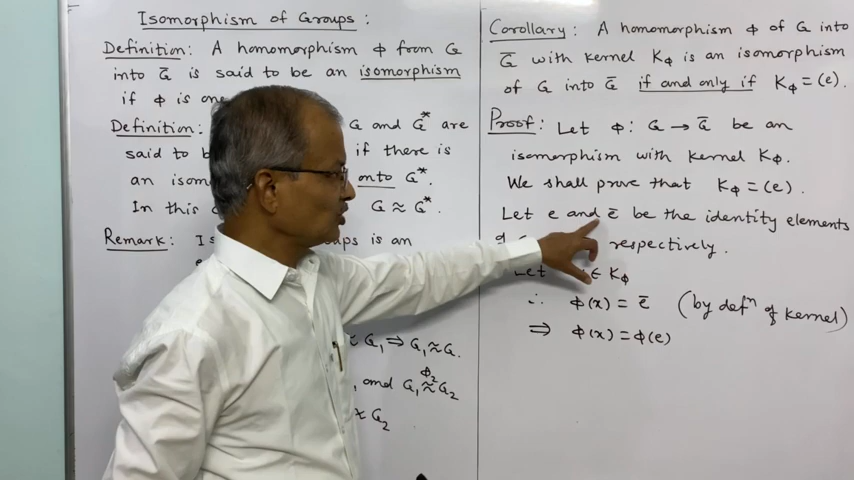 Isomorphism of Groups :
Definition: A homomorphism ϕ from G
into G̅ is said to be an isomorphism
if ϕ is one
Definition: G and G* are
said to b if there is
an isom onto G*.
In this G ≈ G*.
Remark: Is ups is an
≈ G₁ ⇒ G₁ ≈ G.
, and G₁ ≈ G₂
ϕ₂
≈ G₂
Corollary: A homomorphism ϕ of G into
G̅ with kernel Kϕ is an isomorphism
of G into G̅ if and only if Kϕ = (e).
Proof: Let ϕ: G → G̅ be an
isomorphism with kernel Kϕ.
We shall prove that Kϕ = (e).
Let e and e̅ be the identity elements
respectively.
Let ∈ Kϕ
∴ ϕ(x) = e̅ (by defⁿ of kernel)
⇒ ϕ(x) = ϕ(e)